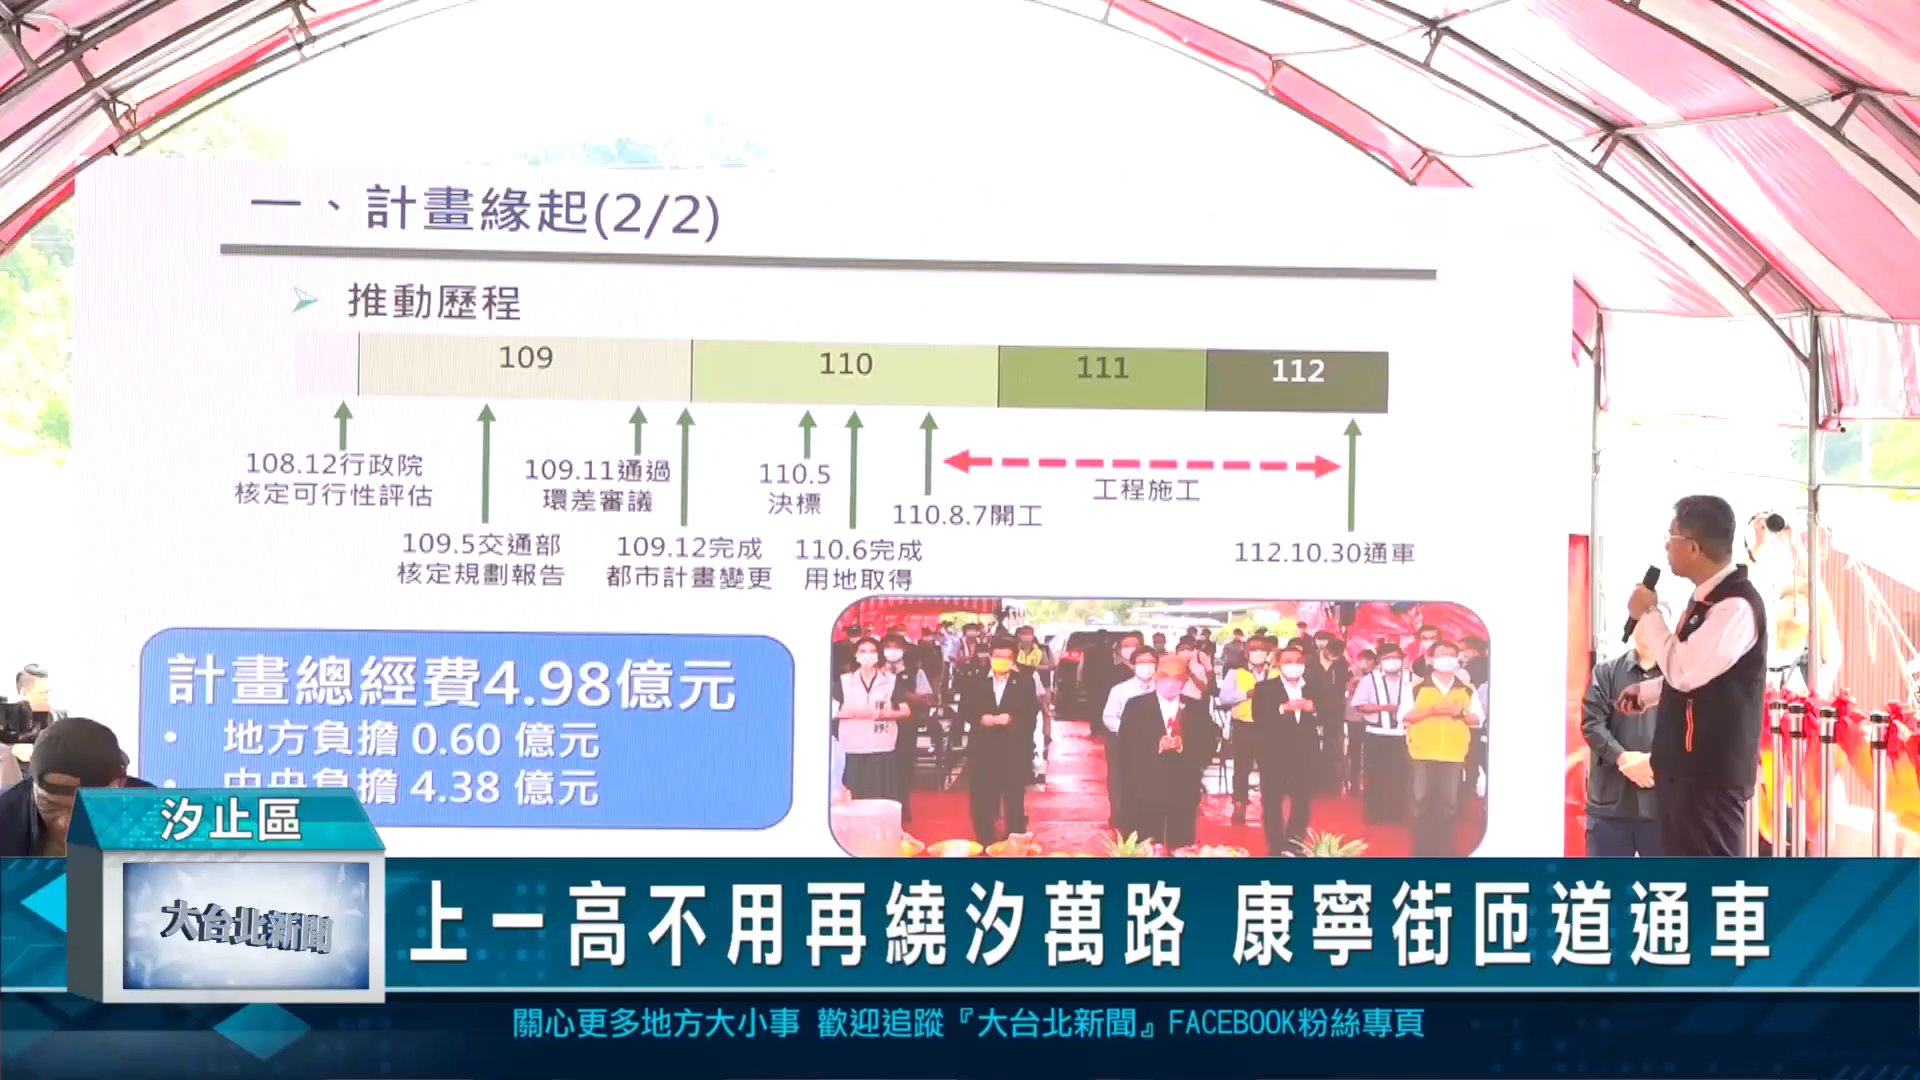 一、計畫緣起(2/2)
推動歷程
109
110
111
112
108.12行政院
核定可行性評估
109.5交通部
核定規劃報告
109.11通過
環差審議
109.12完成
都市計畫變更
110.5
決標
110.6完成
用地取得
110.8.7開工
工程施工
112.10.30通車
計畫總經費4.98億元
• 地方負擔 0.60 億元
• 中央負擔 4.38 億元
汐止區
大台北新聞
上一高不用再繞汐萬路 康寧街匝道通車
關心更多地方大小事 歡迎追蹤『大台北新聞』FACEBOOK粉絲專頁